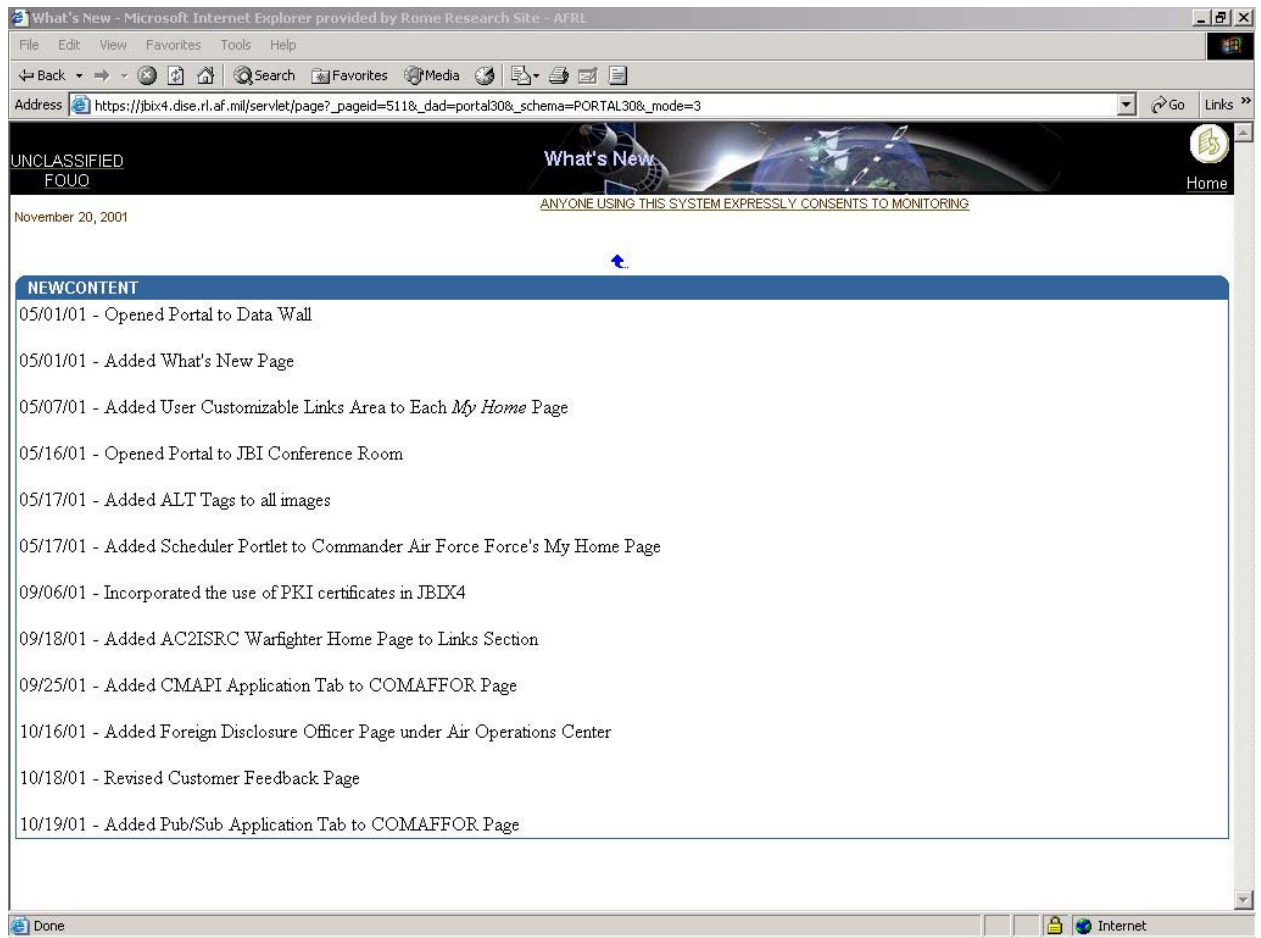 What's New - Microsoft Internet Explorer provided by Rome Research Site - AFRL
File Edit View Favorites Tools Help
Back Search Favorites Media
Address https://jbix4.dise.rl.af.mil/servlet/page?_pageid=511&_dad=portal30&_schema=PORTAL30&_mode=3 Go Links »
UNCLASSIFIED
FOUO
What's New
Home
ANYONE USING THIS SYSTEM EXPRESSLY CONSENTS TO MONITORING
November 20, 2001
NEWCONTENT
05/01/01 - Opened Portal to Data Wall
05/01/01 - Added What's New Page
05/07/01 - Added User Customizable Links Area to Each My Home Page
05/16/01 - Opened Portal to JBI Conference Room
05/17/01 - Added ALT Tags to all images
05/17/01 - Added Scheduler Portlet to Commander Air Force Force's My Home Page
09/06/01 - Incorporated the use of PKI certificates in JBIX4
09/18/01 - Added AC2ISRC Warfighter Home Page to Links Section
09/25/01 - Added CMAPI Application Tab to COMAFFOR Page
10/16/01 - Added Foreign Disclosure Officer Page under Air Operations Center
10/18/01 - Revised Customer Feedback Page
10/19/01 - Added Pub/Sub Application Tab to COMAFFOR Page
Done Internet